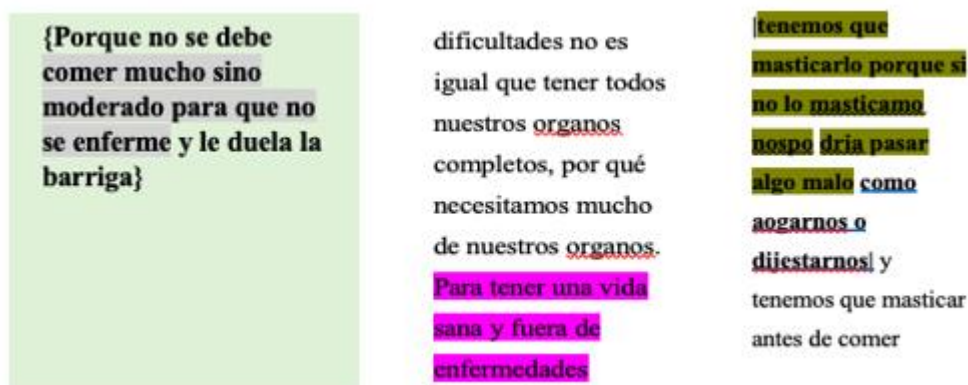 {Porque no se debe
comer mucho sino
moderado para que no
se enferme y le duela la
barriga}
dificultades no es
igual que tener todos
nuestros organos
completos, por qué
necesitamos mucho
de nuestros organos.
Para tener una vida
sana y fuera de
enfermedades
|tenemos que
masticarlo porque si
no lo masticamo
nospo dria pasar
algo malo como
aogarnos o
dijestarnos| y
tenemos que masticar
antes de comer